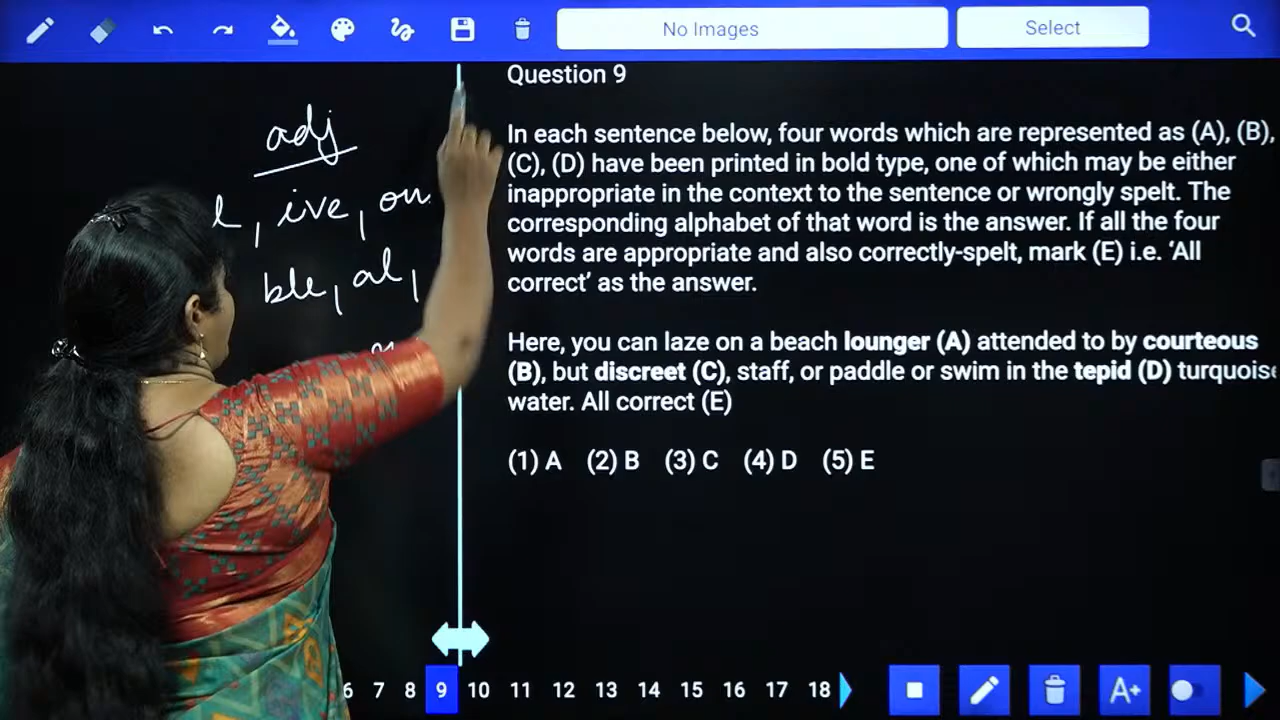 No Images
Select
Question 9
adj
ive,
ble, al,
In each sentence below, four words which are represented as (A), (B),
(C), (D) have been printed in bold type, one of which may be either
inappropriate in the context to the sentence or wrongly spelt. The
corresponding alphabet of that word is the answer. If all the four
words are appropriate and also correctly-spelt, mark (E) i.e. ‘All
correct’ as the answer.
Here, you can laze on a beach lounger (A) attended to by courteous
(B), but discreet (C), staff, or paddle or swim in the tepid (D) turquoise
water. All correct (E)
(1) A (2) B (3) C (4) D (5) E
6 7 8 9 10 11 12 13 14 15 16 17 18
A+